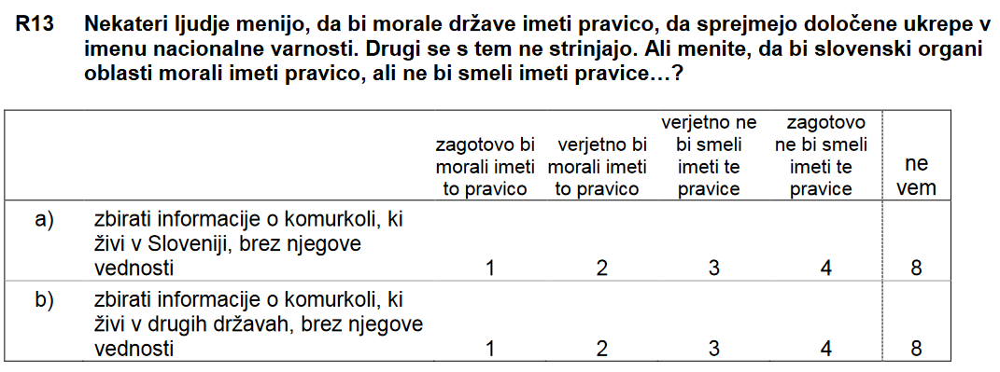 R13 Nekateri ljudje menijo, da bi morale države imeti pravico, da sprejmejo določene ukrepe v
imenu nacionalne varnosti. Drugi se s tem ne strinjajo. Ali menite, da bi slovenski organi
oblasti morali imeti pravico, ali ne bi smeli imeti pravice…?
zagotovo bi
morali imeti
to pravico
verjetno bi
morali imeti
to pravico
verjetno ne
bi smeli
imeti te
pravice
zagotovo
ne bi smeli
imeti te
pravice
ne
vem
a) zbirati informacije o komurkoli, ki
živi v Sloveniji, brez njegove
vednosti 1 2 3 4 8
b) zbirati informacije o komurkoli, ki
živi v drugih državah, brez njegove
vednosti 1 2 3 4 8